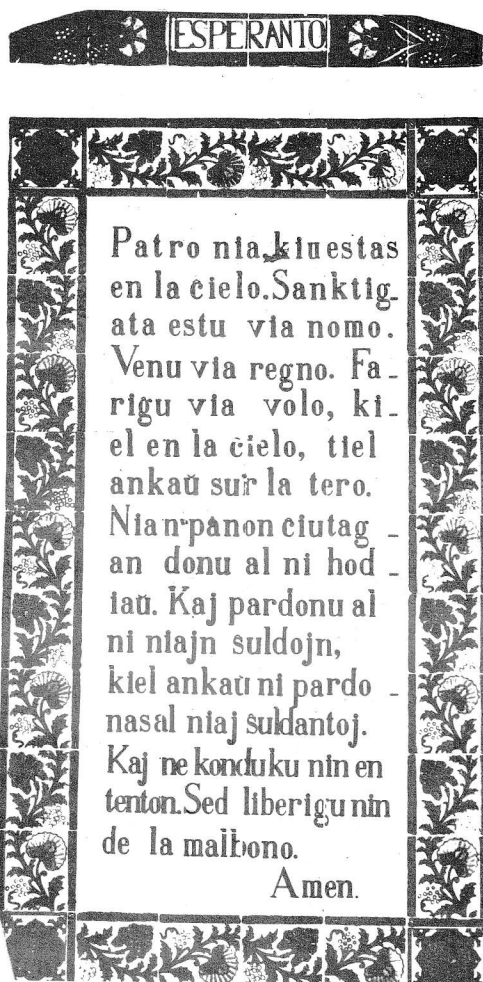 ESPERANTO
Patro nia, kiu estas
en la ĉielo. Sanktig-
ata estu via nomo.
Venu via regno. Fa-
rigu via volo, ki-
el en la ĉielo, tiel
ankaŭ sur la tero.
Nian panon ĉiutag-
an donu al ni hod-
iaŭ. Kaj pardonu al
ni niajn suldojn,
kiel ankaŭ ni pardo-
nas al niaj ŝuldantoj.
Kaj ne konduku nin en
tenton. Sed liberigu nin
de la malbono.
Amen.